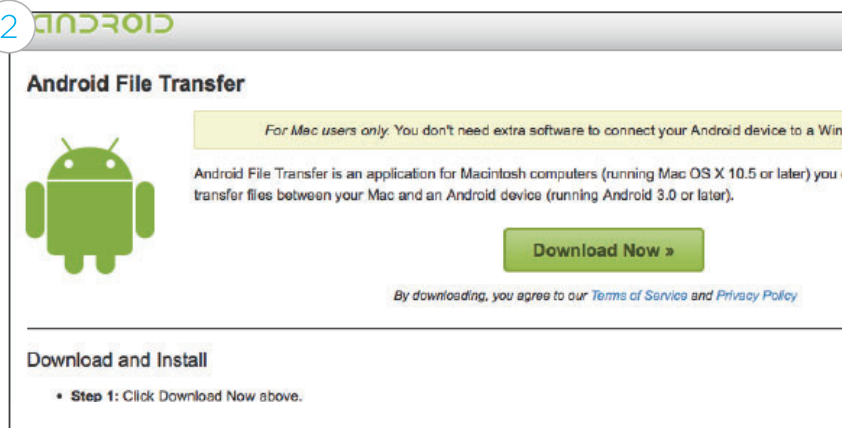 2
ANDROID
Android File Transfer
For Mac users only. You don't need extra software to connect your Android device to a Win
Android File Transfer is an application for Macintosh computers (running Mac OS X 10.5 or later) you
transfer files between your Mac and an Android device (running Android 3.0 or later).
Download Now »
By downloading, you agree to our Terms of Service and Privacy Policy
Download and Install
• Step 1: Click Download Now above.